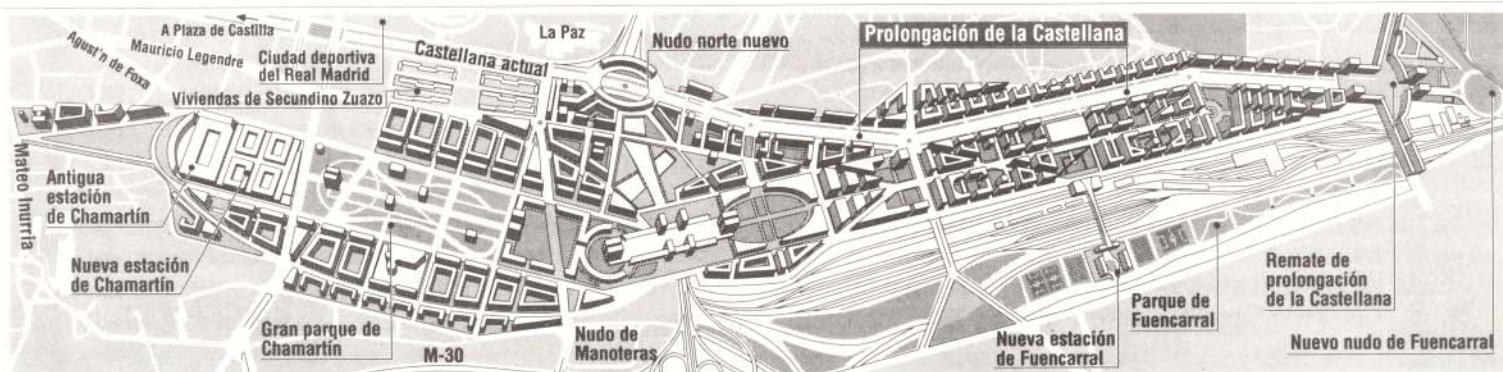 A Plaza de Castilla
Agust'n de Foxa
Mauricio Legendre
Ciudad deportiva
del Real Madrid
Castellana actual
La Paz
Nudo norte nuevo
Prolongación de la Castellana
Viviendas de Secundino Zuazo
Mateo Inurria
Antigua
estación
de Chamartín
Nueva estación
de Chamartín
Gran parque de
Chamartín
M-30
Nudo de
Manoteras
Nueva estación
de Fuencarral
Parque de
Fuencarral
Remate de
prolongación
de la Castellana
Nuevo nudo de Fuencarral